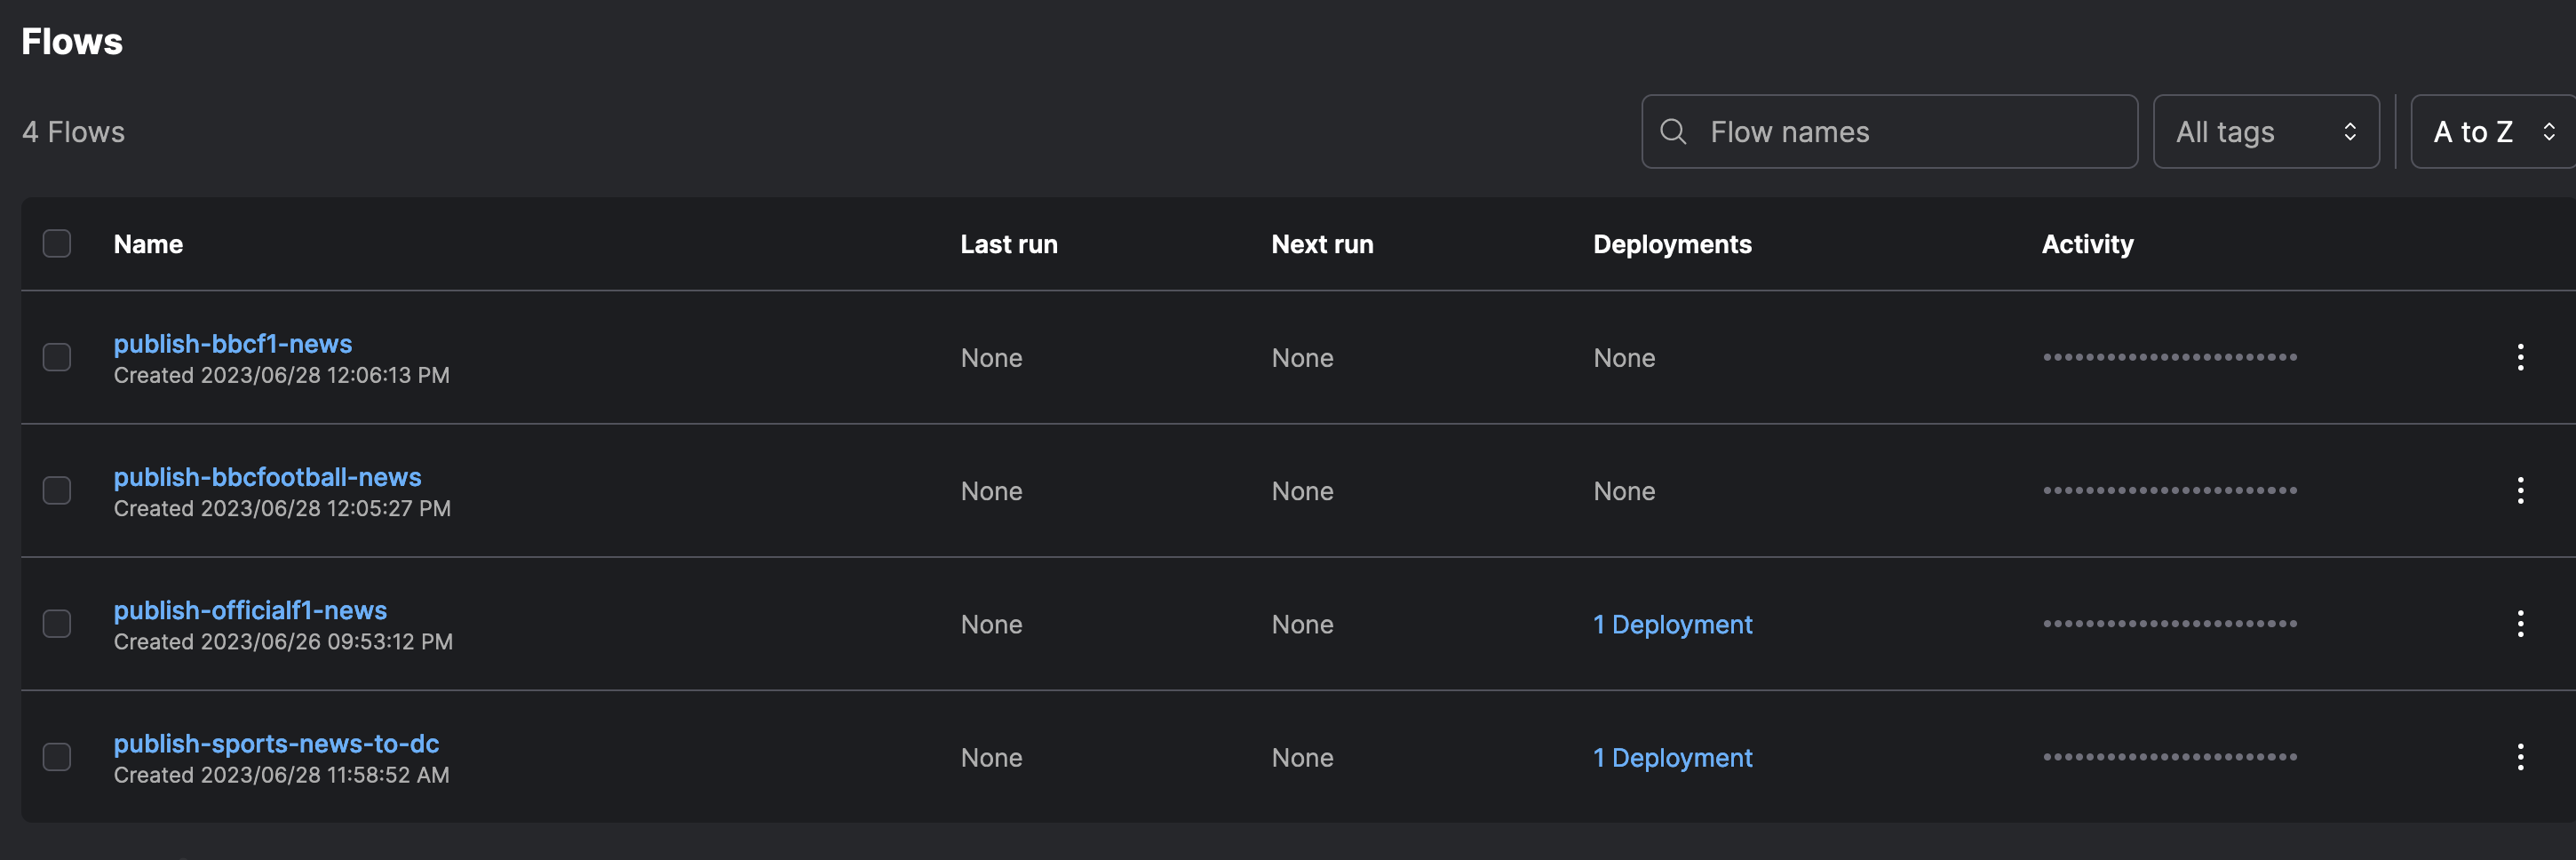 Flows
4 Flows
Flow names
All tags
A to Z
Name Last run Next run Deployments Activity
publish-bbcf1-news
Created 2023/06/28 12:06:13 PM
None None None
publish-bbcfootball-news
Created 2023/06/28 12:05:27 PM
None None None
publish-officialf1-news
Created 2023/06/26 09:53:12 PM
None None 1 Deployment
publish-sports-news-to-dc
Created 2023/06/28 11:58:52 AM
None None 1 Deployment